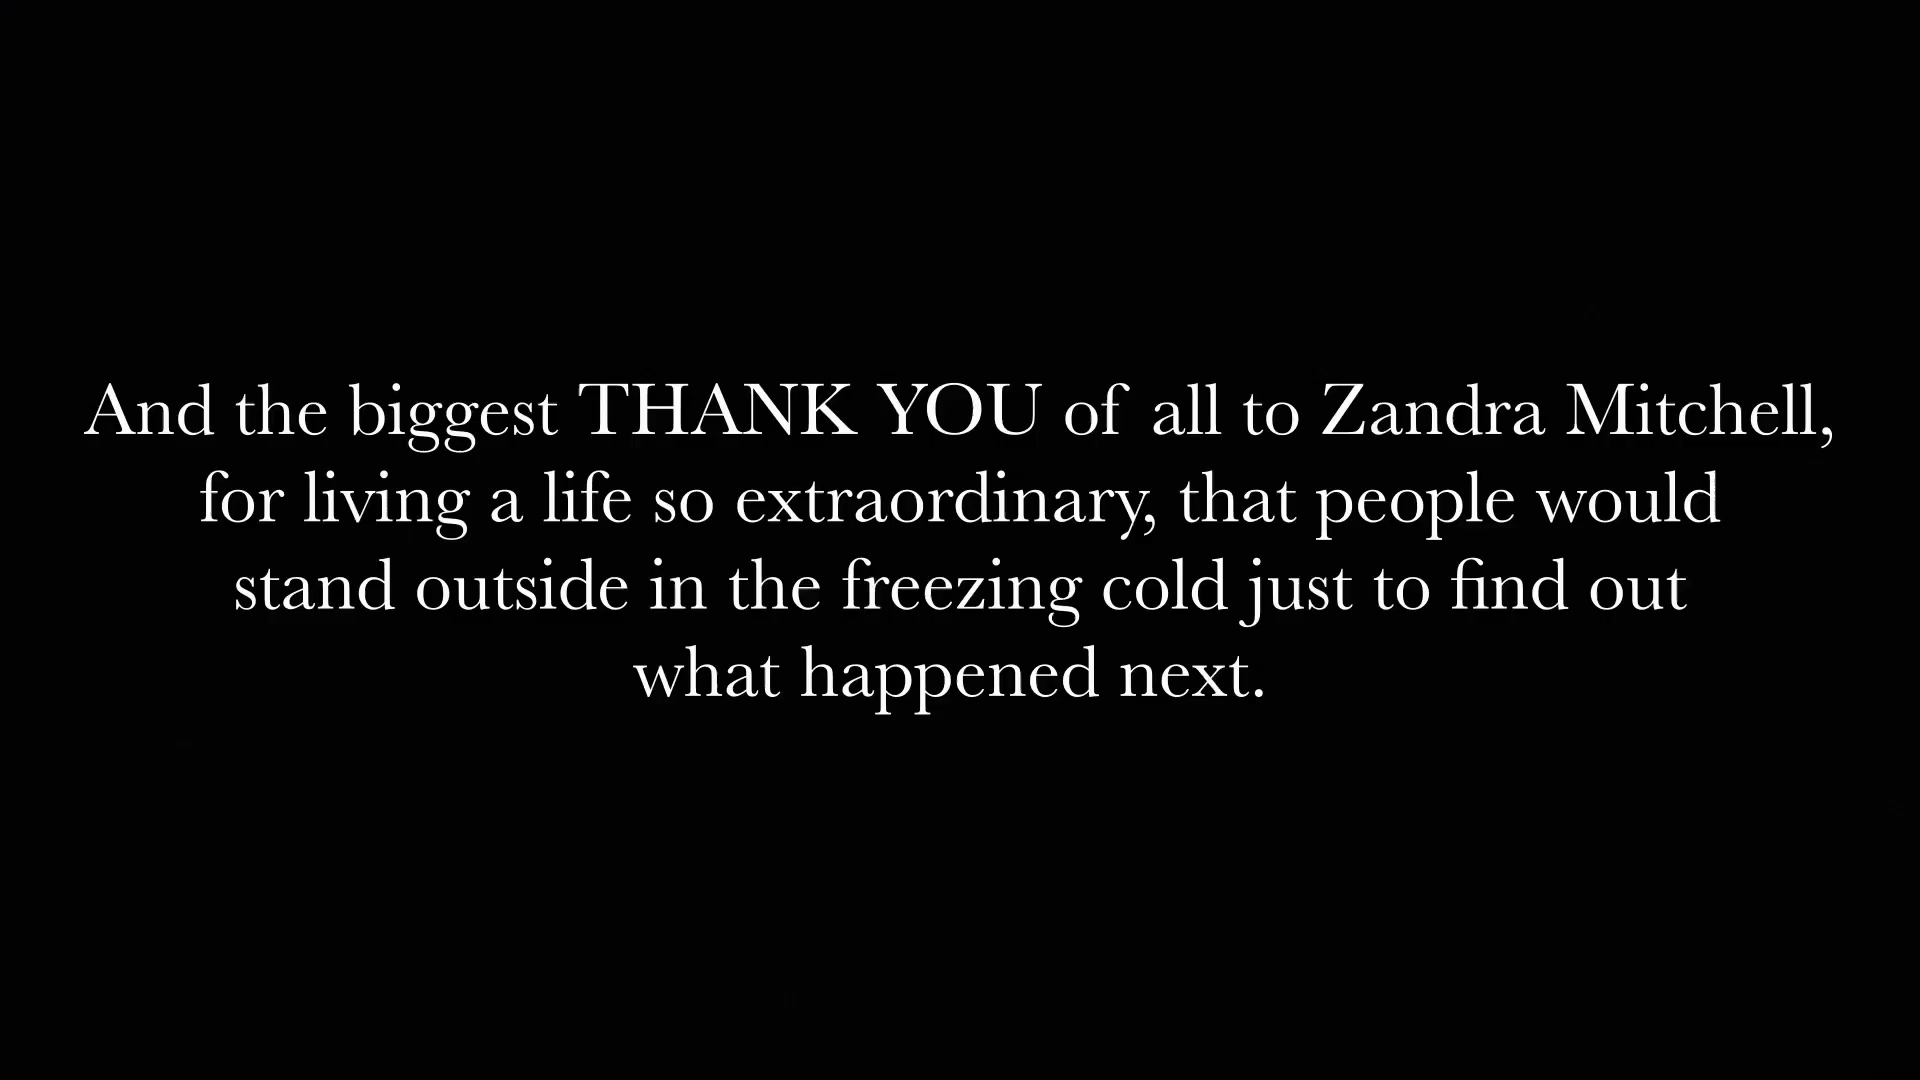 And the biggest THANK YOU of all to Zandra Mitchell,
for living a life so extraordinary, that people would
stand outside in the freezing cold just to find out
what happened next.